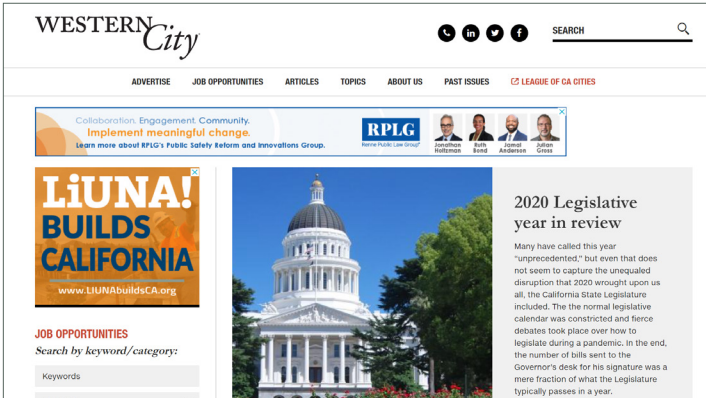 WESTERN
City
SEARCH
ADVERTISE JOB OPPORTUNITIES ARTICLES TOPICS ABOUT US PAST ISSUES LEAGUE OF CA CITIES
Collaboration. Engagement. Community.
Implement meaningful change.
Learn more about RPLG's Public Safety Reform and Innovations Group.
RPLG
Renne Public Law Group
Jonathan Holtzman
Ruth Bond
Jamal Anderson
Julian Gross
LiUNA!
BUILDS
CALIFORNIA
www.LIUNAbuildsCA.org
JOB OPPORTUNITIES
Search by keyword/category:
Keywords
2020 Legislative
year in review
Many have called this year
"unprecedented," but even that does
not seem to capture the unequaled
disruption that 2020 wrought upon us
all, the California State Legislature
included. The the normal legislative
calendar was constricted and fierce
debates took place over how to
legislate during a pandemic. In the end,
the number of bills sent to the
Governor's desk for his signature was a
mere fraction of what the Legislature
typically passes in a year.